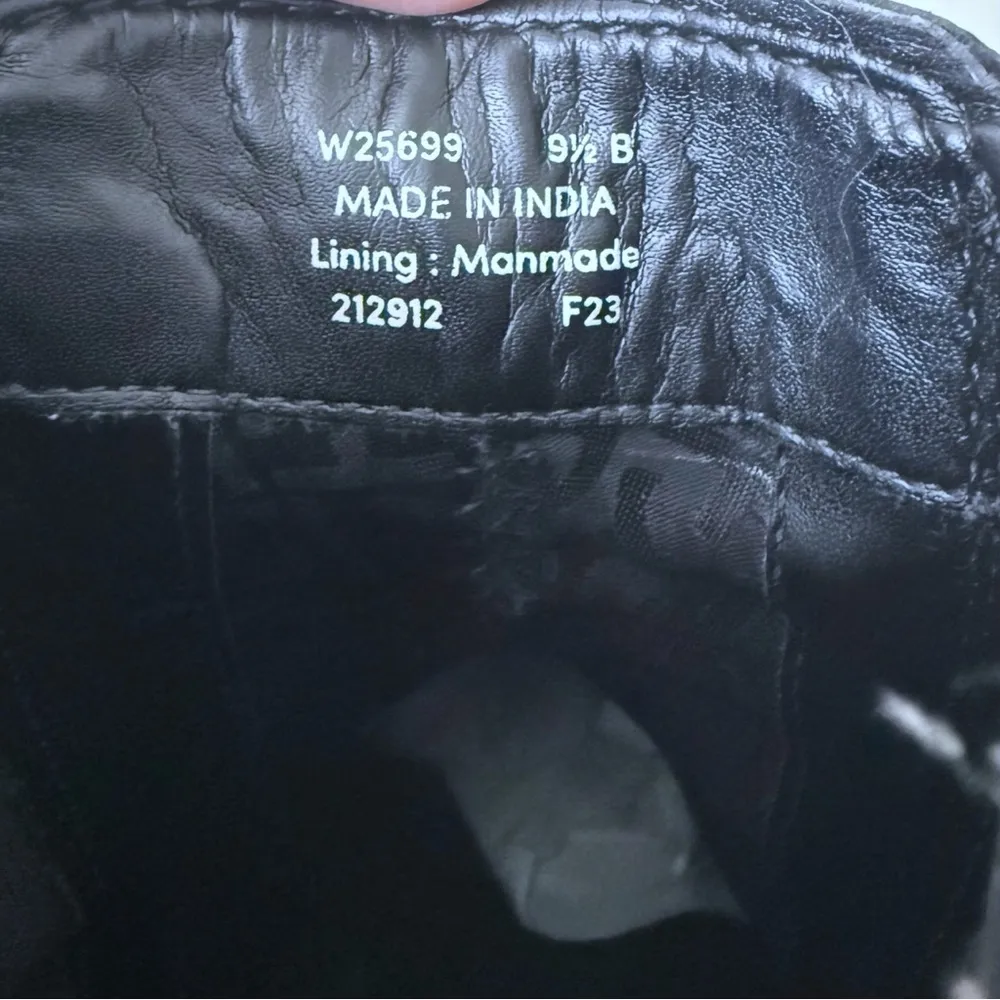 W25699 9½ B
MADE IN INDIA
Lining : Manmade
212912 F23